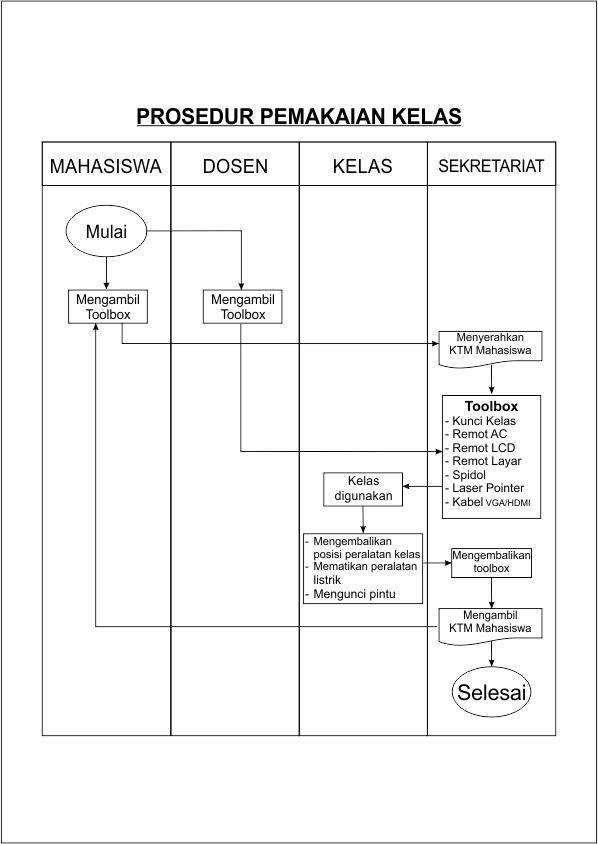 PROSEDUR PEMAKAIAN KELAS
MAHASISWA
DOSEN
KELAS
SEKRETARIAT
Mulai
Mengambil
Toolbox
Mengambil
Toolbox
Menyerahkan
KTM Mahasiswa
Toolbox
- Kunci Kelas
- Remot AC
- Remot LCD
- Remot Layar
- Spidol
- Laser Pointer
- Kabel VGA/HDMI
Kelas
digunakan
- Mengembalikan
posisi peralatan kelas
- Mematikan peralatan
listrik
- Mengunci pintu
Mengembalikan
toolbox
Mengambil
KTM Mahasiswa
Selesai